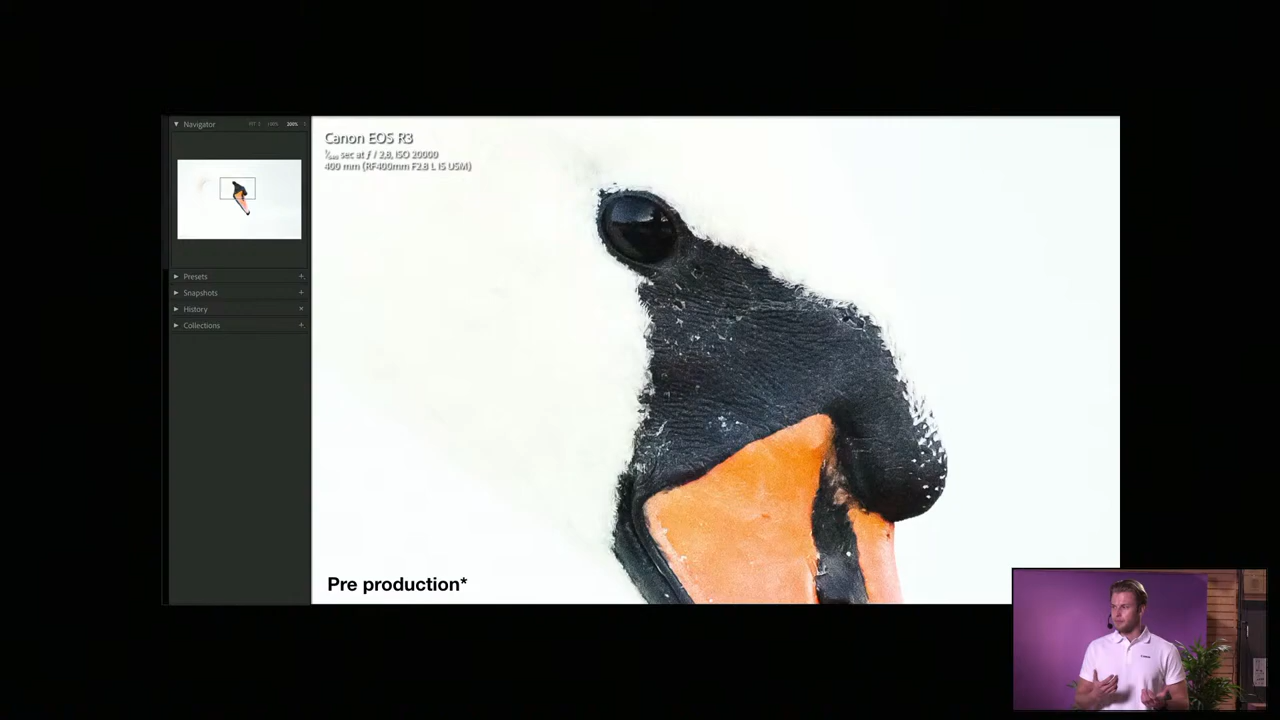 Navigator
200%
Canon EOS R3
sec at ƒ / 2,8, ISO 20000
400 mm (RF400mm F2.8 L IS USM)
Presets
Snapshots
History
Collections
Pre production*